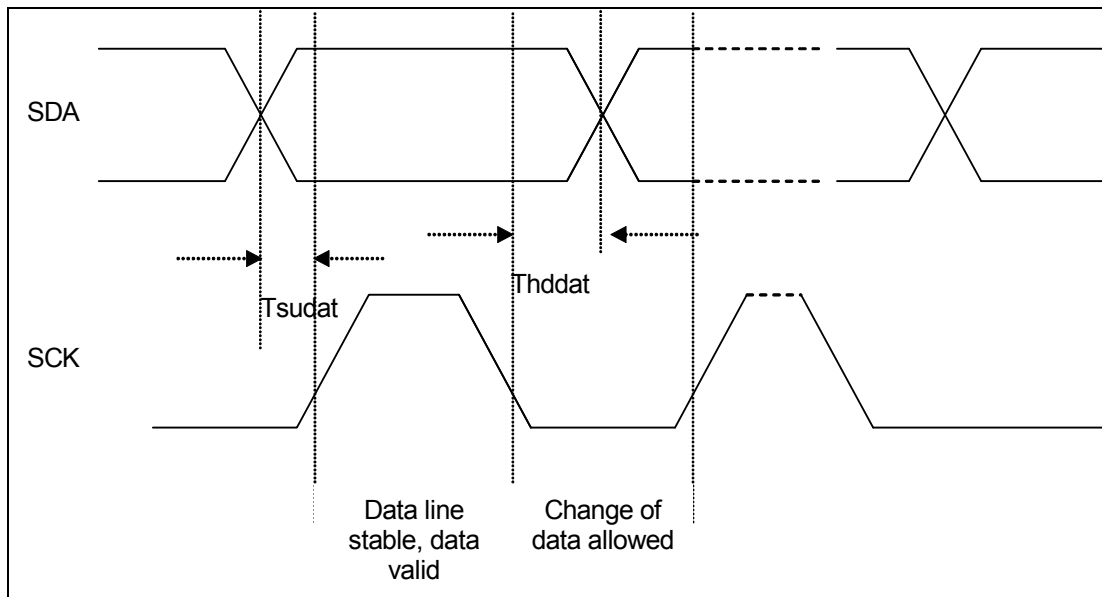 SDA
Thddat
Tsudat
SCK
Data line
stable, data
valid
Change of
data allowed